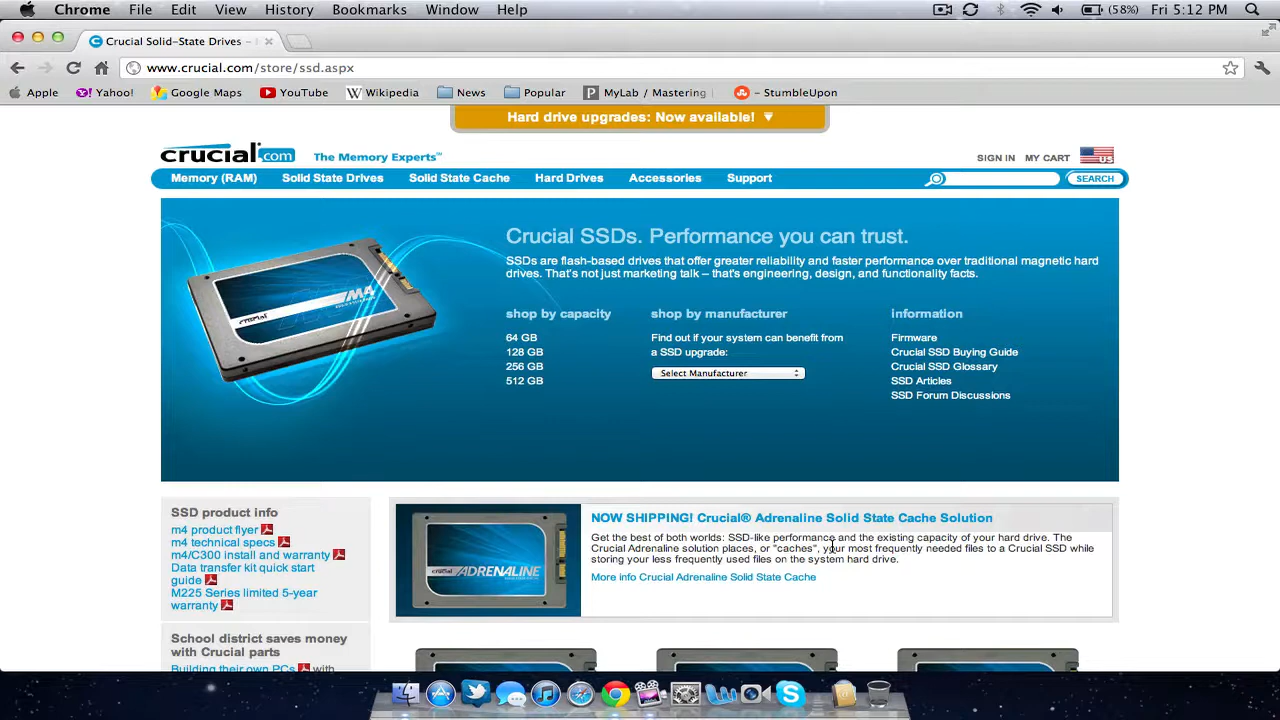 Chrome File Edit View History Bookmarks Window Help (58%) Fri 5:12 PM
Crucial Solid-State Drives –
www.crucial.com/store/ssd.aspx
Apple Yahoo! Google Maps YouTube Wikipedia News Popular MyLab / Mastering - StumbleUpon
Hard drive upgrades: Now available!
crucial.com The Memory Experts™ SIGN IN MY CART US
Memory (RAM) Solid State Drives Solid State Cache Hard Drives Accessories Support SEARCH
Crucial SSDs. Performance you can trust.
SSDs are flash-based drives that offer greater reliability and faster performance over traditional magnetic hard
drives. That's not just marketing talk – that's engineering, design, and functionality facts.
shop by capacity
64 GB
128 GB
256 GB
512 GB
shop by manufacturer
Find out if your system can benefit from
a SSD upgrade:
Select Manufacturer
information
Firmware
Crucial SSD Buying Guide
Crucial SSD Glossary
SSD Articles
SSD Forum Discussions
crucial M4
SSD product info
m4 product flyer
m4 technical specs
m4/C300 install and warranty
Data transfer kit quick start
guide
M225 Series limited 5-year
warranty
School district saves money
with Crucial parts
Building their own PCs with
crucial ADRENALINE
NOW SHIPPING! Crucial® Adrenaline Solid State Cache Solution
Get the best of both worlds: SSD-like performance and the existing capacity of your hard drive. The
Crucial Adrenaline solution places, or "caches", your most frequently needed files to a Crucial SSD while
storing your less frequently used files on the system hard drive.
More info Crucial Adrenaline Solid State Cache